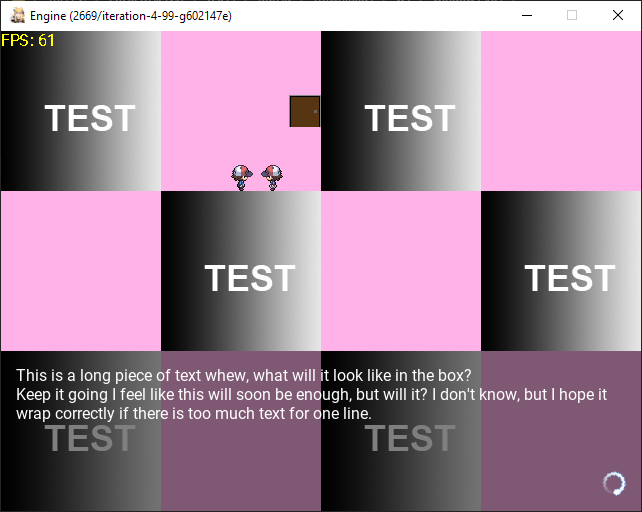 Engine (2669/iteration-4-99-g602147e)
FPS: 61
TEST TEST
TEST TEST
This is a long piece of text whew, what will it look like in the box?
Keep it going I feel like this will soon be enough, but will it? I don't know, but I hope it
wrap correctly if there is too much text for one line.
TEST TEST